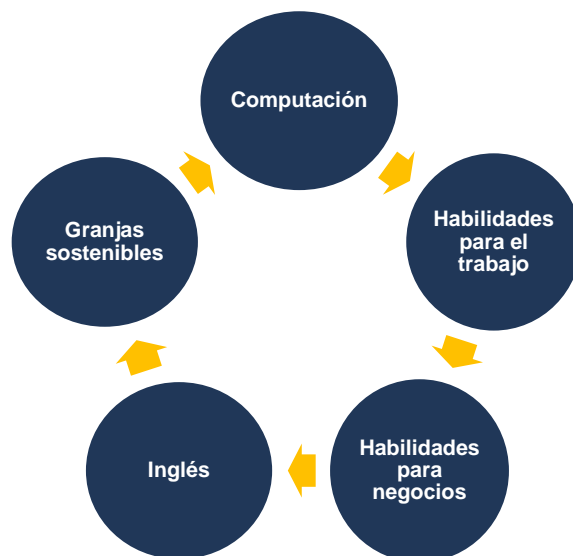 Computación
Habilidades
para el
trabajo
Habilidades
para
negocios
Inglés
Granjas
sostenibles